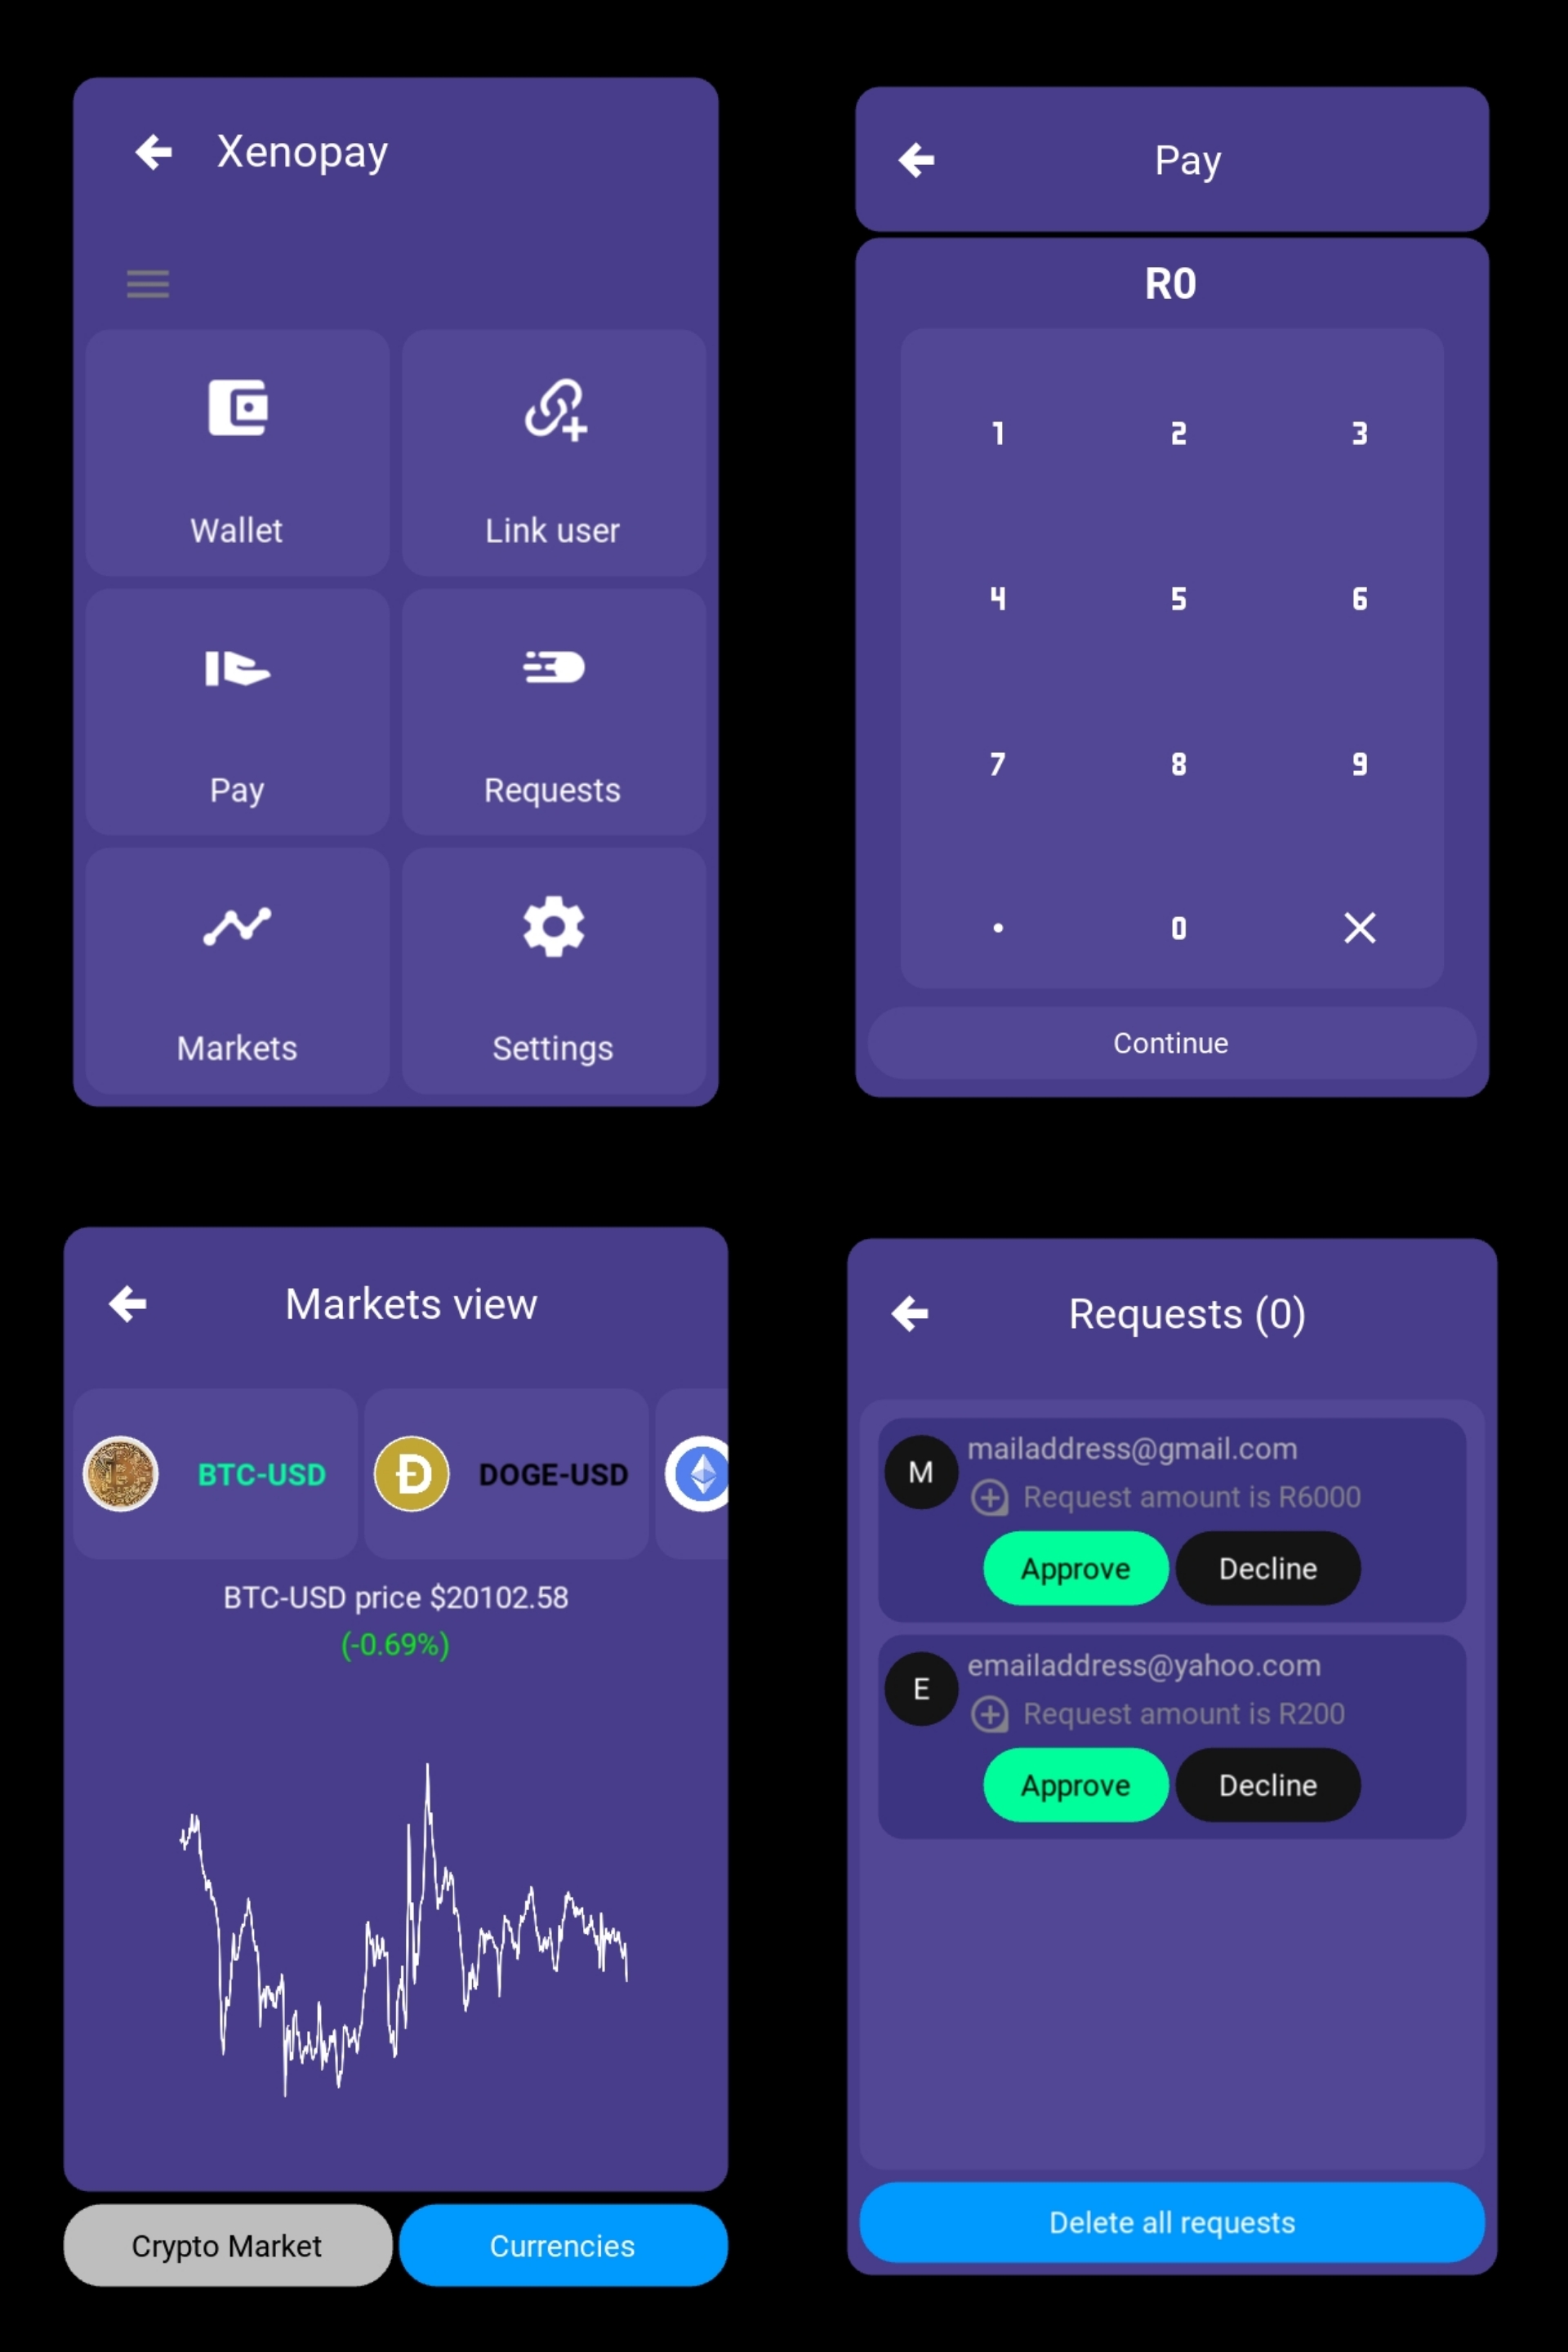 Xenopay
Wallet
Link user
Pay
Requests
Markets
Settings
Pay
R0
1 2 3
4 5 6
7 8 9
. 0 ×
Continue
Markets view
BTC-USD
DOGE-USD
BTC-USD price $20102.58
(-0.69%)
Crypto Market
Currencies
Requests (0)
M
mailaddress@gmail.com
Request amount is R6000
Approve
Decline
E
emailaddress@yahoo.com
Request amount is R200
Approve
Decline
Delete all requests